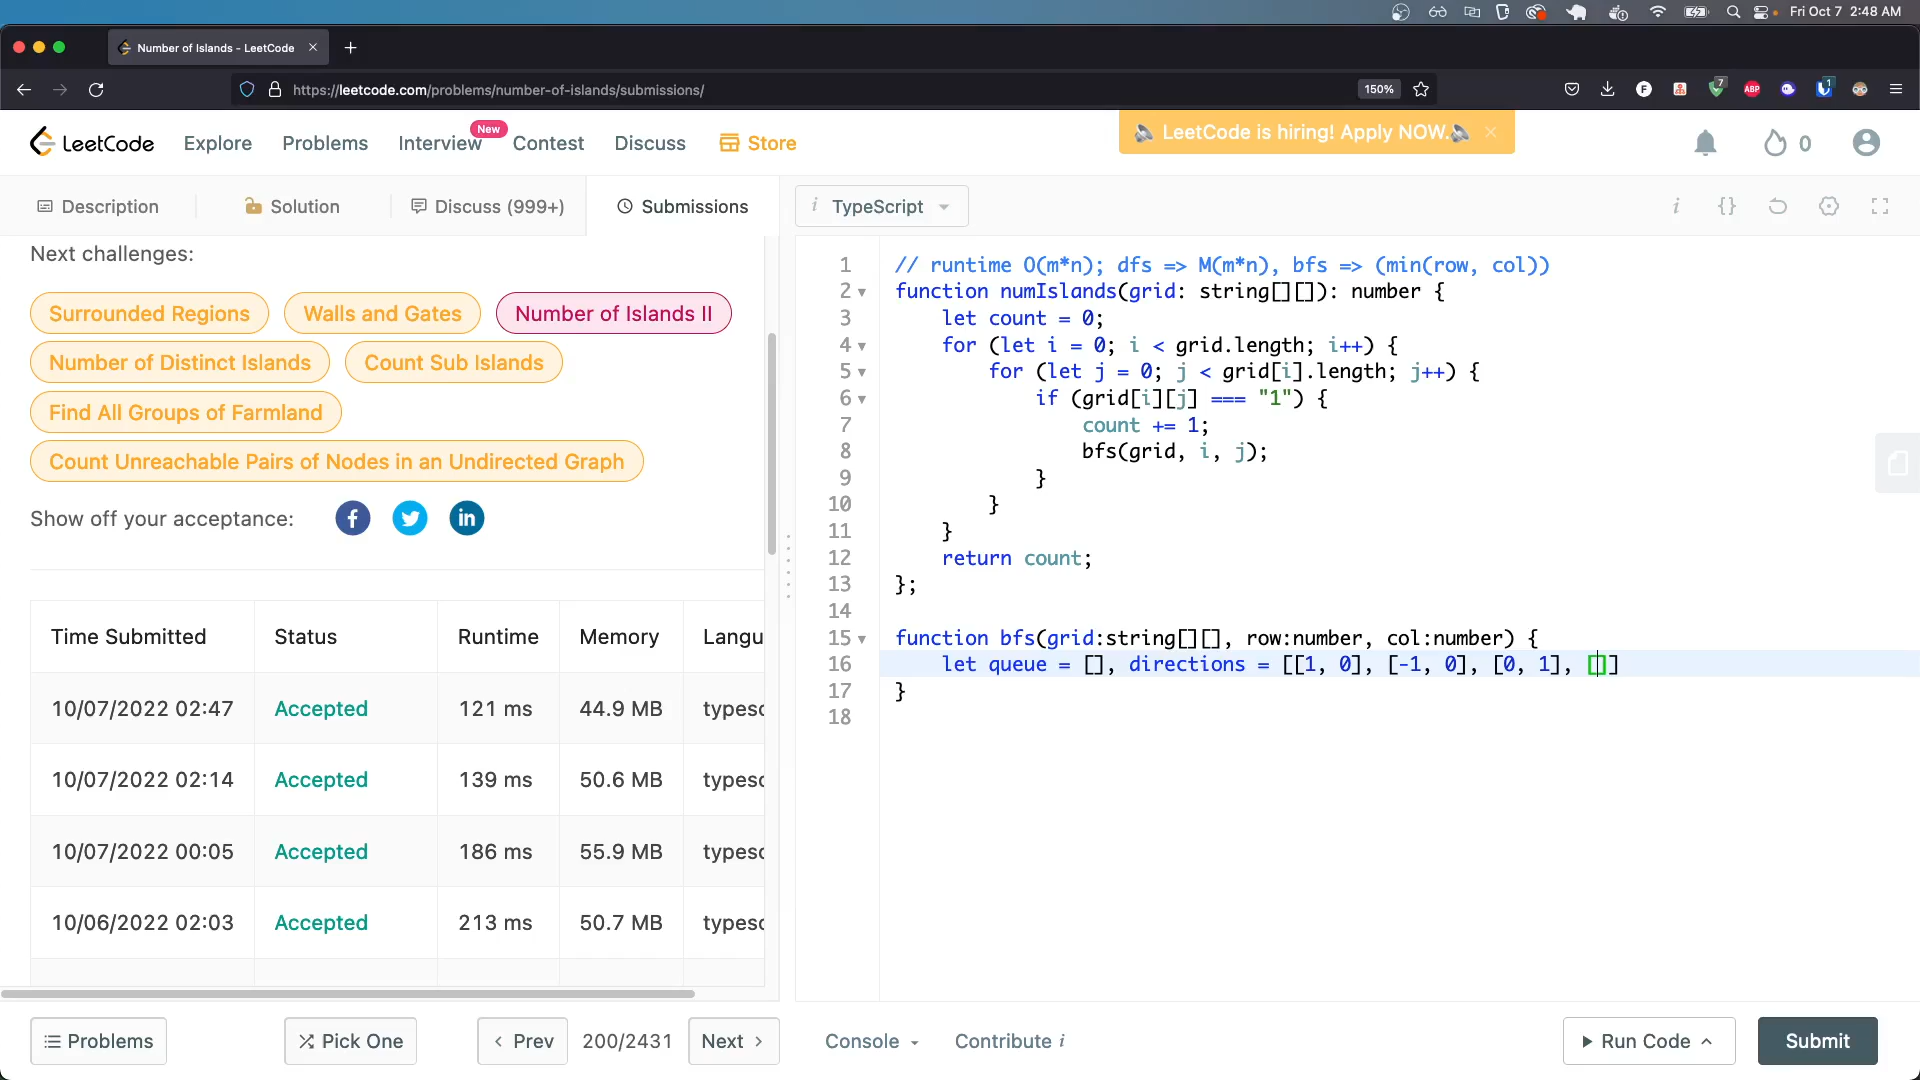 Fri Oct 7 2:48 AM
Number of Islands - LeetCode
https://leetcode.com/problems/number-of-islands/submissions/
150%
7
ABP
1
LeetCode
Explore
Problems
Interview
New
Contest
Discuss
Store
LeetCode is hiring! Apply NOW.
0
Description
Solution
Discuss (999+)
Submissions
i TypeScript
i {}
Next challenges:
Surrounded Regions
Walls and Gates
Number of Islands II
Number of Distinct Islands
Count Sub Islands
Find All Groups of Farmland
Count Unreachable Pairs of Nodes in an Undirected Graph
Show off your acceptance:
Time Submitted Status Runtime Memory Langu
10/07/2022 02:47 Accepted 121 ms 44.9 MB typesc
10/07/2022 02:14 Accepted 139 ms 50.6 MB typesc
10/07/2022 00:05 Accepted 186 ms 55.9 MB typesc
10/06/2022 02:03 Accepted 213 ms 50.7 MB typesc
1 // runtime O(m*n); dfs => M(m*n), bfs => (min(row, col))
2 function numIslands(grid: string[][]): number {
3 let count = 0;
4 for (let i = 0; i < grid.length; i++) {
5 for (let j = 0; j < grid[i].length; j++) {
6 if (grid[i][j] === "1") {
7 count += 1;
8 bfs(grid, i, j);
9 }
10 }
11 }
12 return count;
13 };
14
15 function bfs(grid:string[][], row:number, col:number) {
16 let queue = [], directions = [[1, 0], [-1, 0], [0, 1], []]
17 }
18
Problems
Pick One
Prev
200/2431
Next
Console
Contribute i
Run Code
Submit